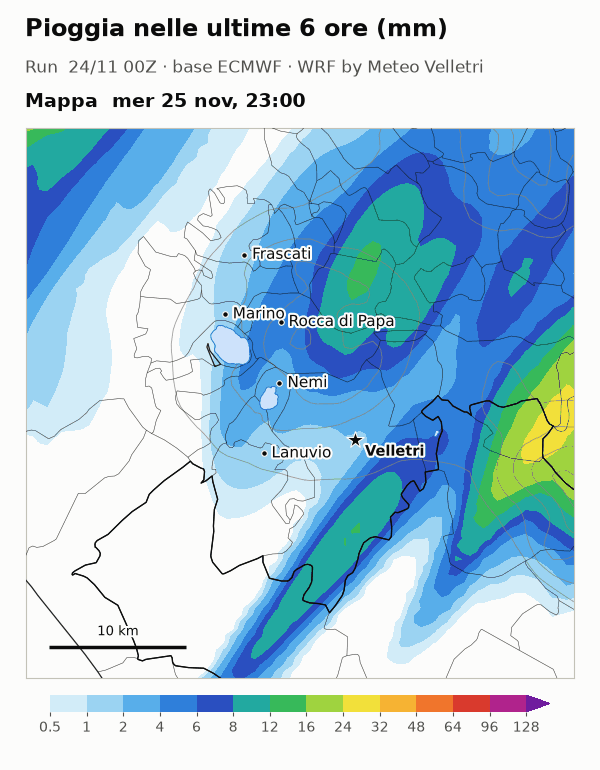 Pioggia nelle ultime 6 ore (mm)
Run  24/11 00Z · base ECMWF · WRF by Meteo Velletri
Mappa  mer 25 nov, 23:00
Frascati
Marino
Rocca di Papa
Nemi
Velletri
Lanuvio
10 km
0.5 1 2 4 6 8 12 16 24 32 48 64 96 128